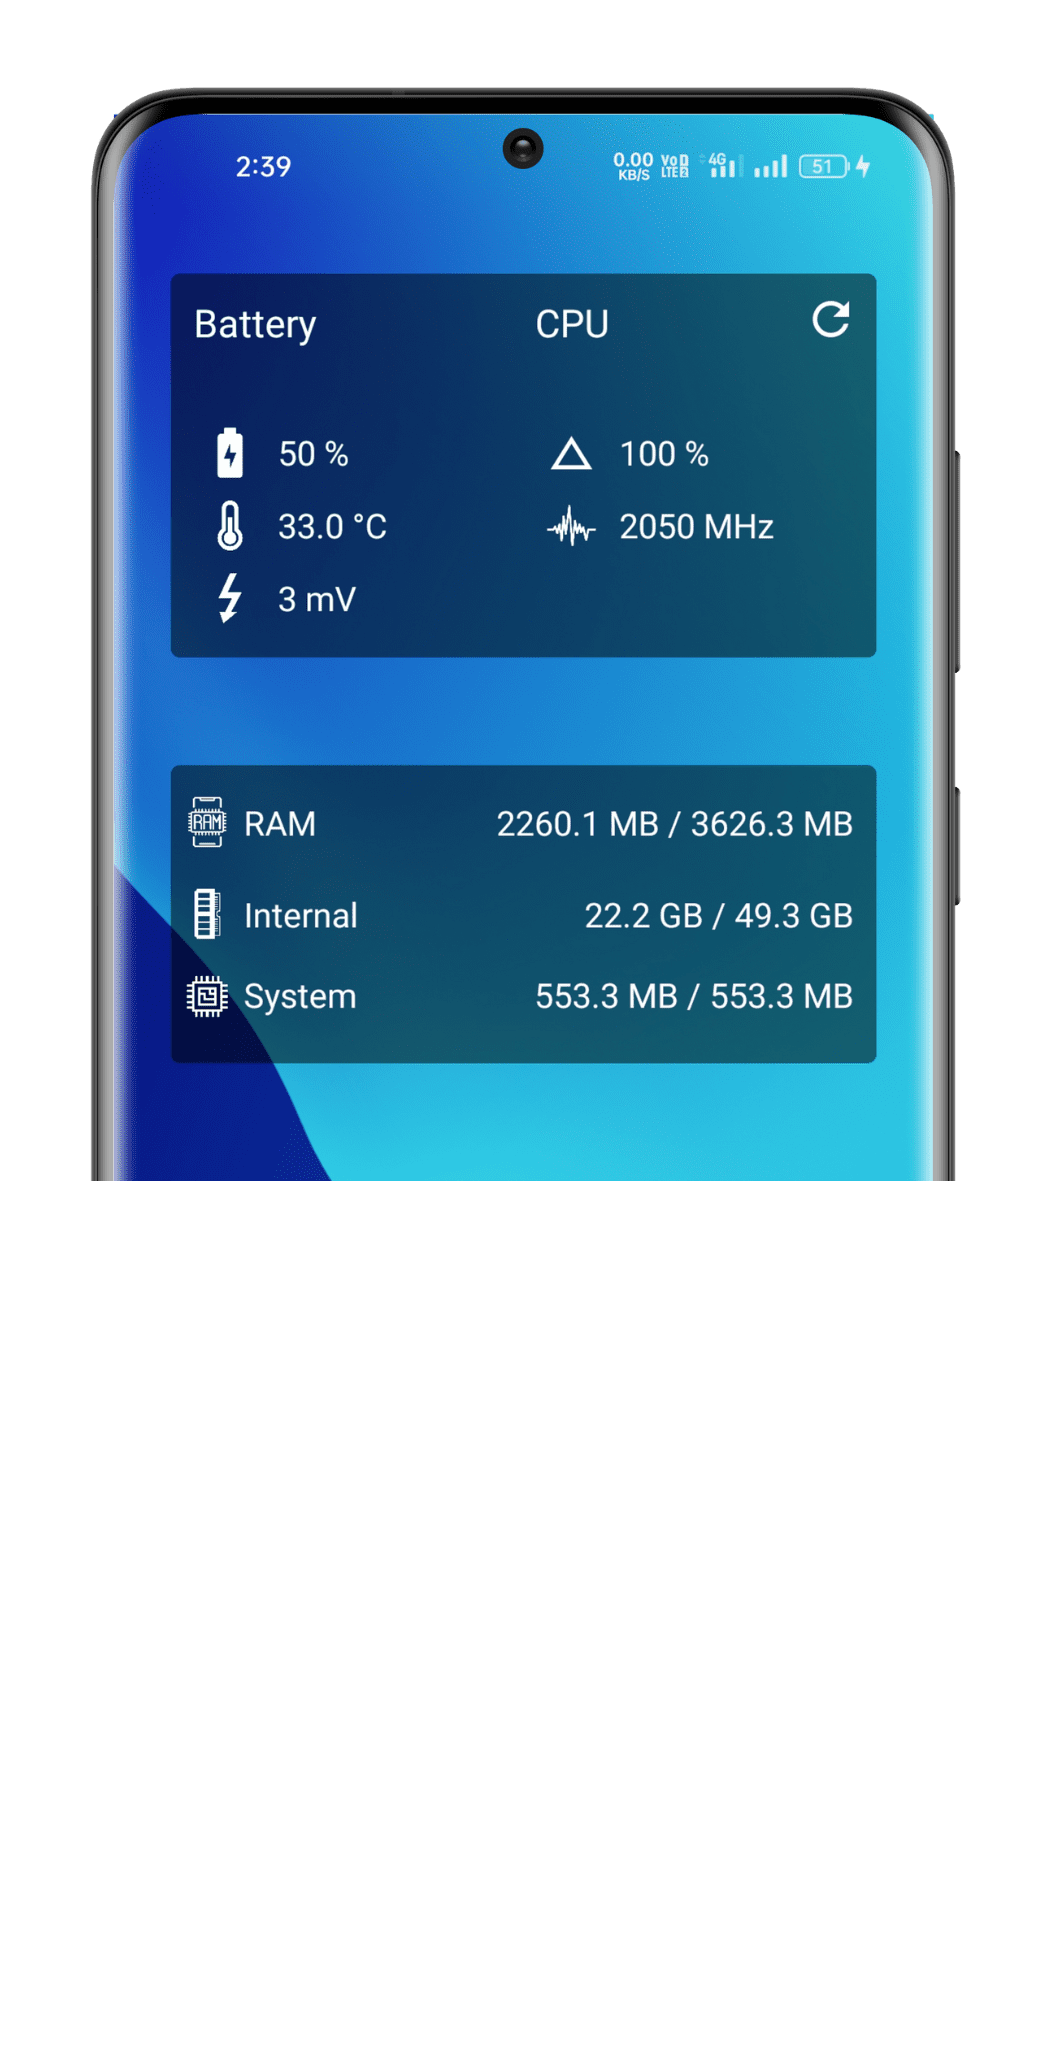 2:39 0.00 KB/S Vo LTE 2 4G 51
Battery CPU
50 % 100 %
33.0 °C 2050 MHz
3 mV
RAM RAM 2260.1 MB / 3626.3 MB
Internal 22.2 GB / 49.3 GB
System 553.3 MB / 553.3 MB